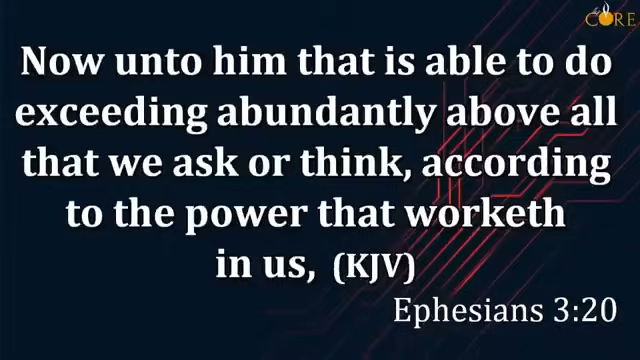 the CORE
Now unto him that is able to do
exceeding abundantly above all
that we ask or think, according
to the power that worketh
in us, (KJV)
Ephesians 3:20